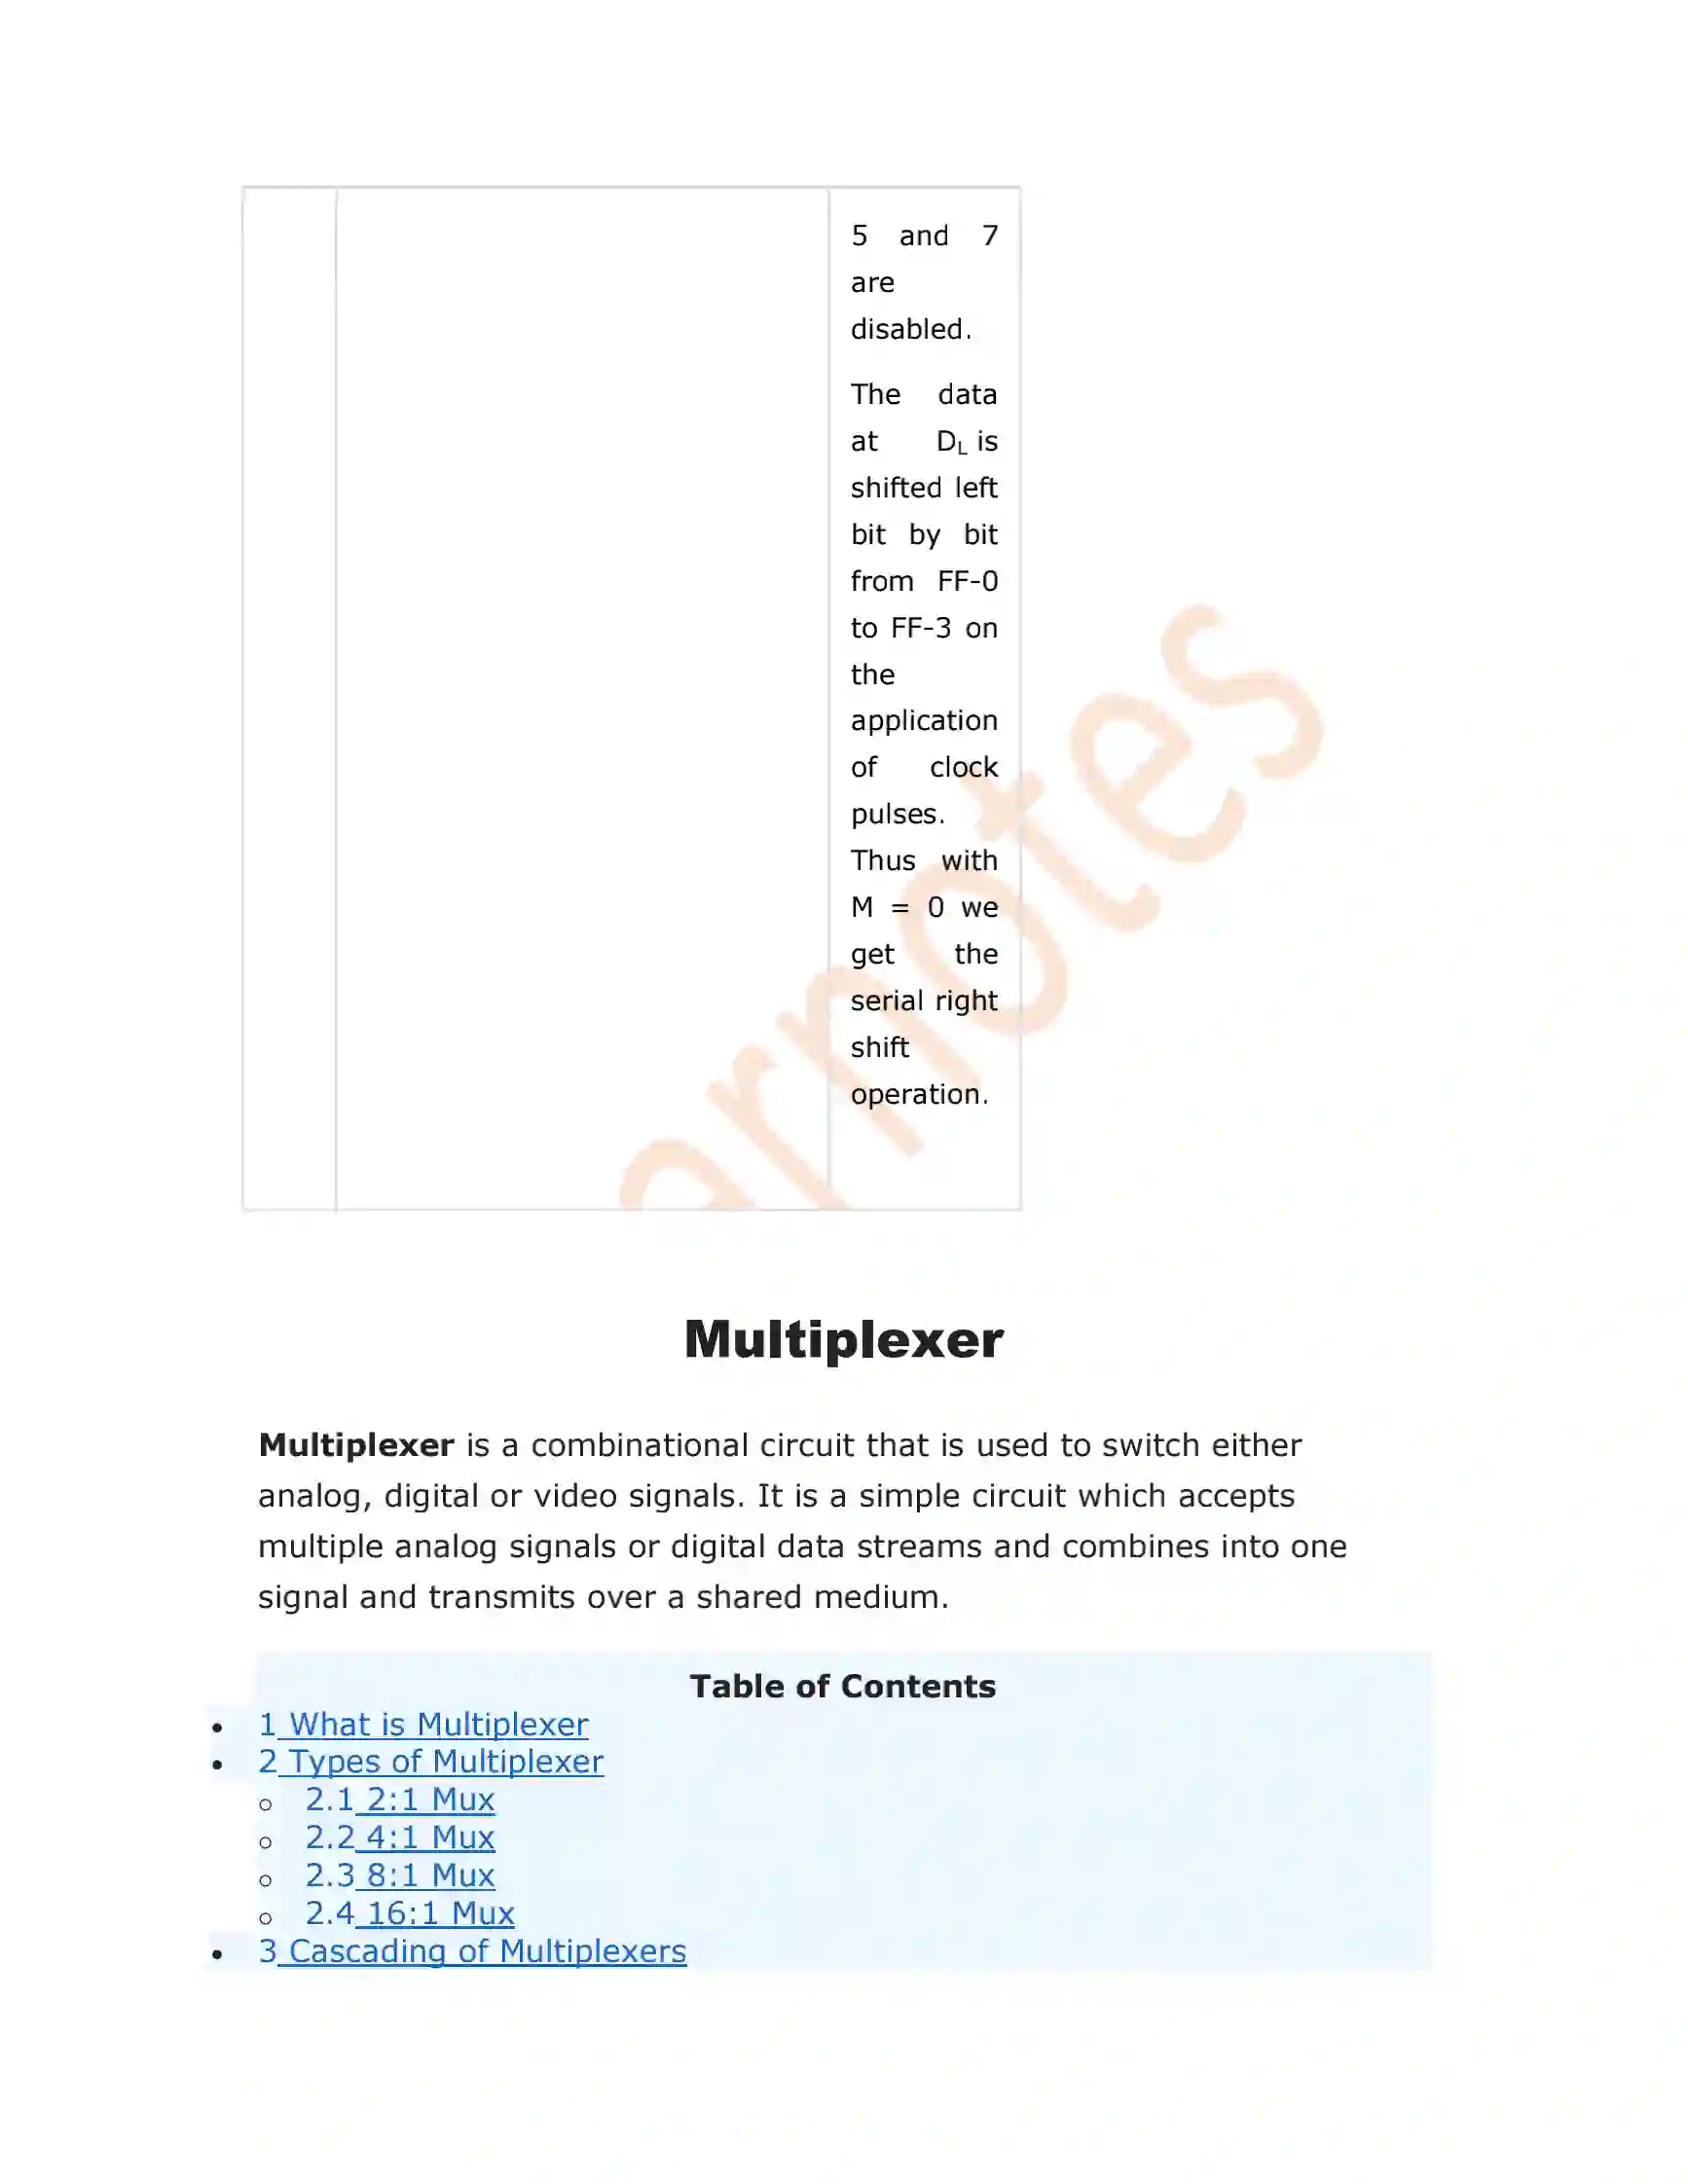 5 and 7
are
disabled.
The data
at DL is
shifted left
bit by bit
from FF-0
to FF-3 on
the
application
of clock
pulses.
Thus with
M = 0 we
get the
serial right
shift
operation.
arnotes
Multiplexer
Multiplexer is a combinational circuit that is used to switch either
analog, digital or video signals. It is a simple circuit which accepts
multiple analog signals or digital data streams and combines into one
signal and transmits over a shared medium.
Table of Contents
• 1 What is Multiplexer
• 2 Types of Multiplexer
o 2.1 2:1 Mux
o 2.2 4:1 Mux
o 2.3 8:1 Mux
o 2.4 16:1 Mux
• 3 Cascading of Multiplexers